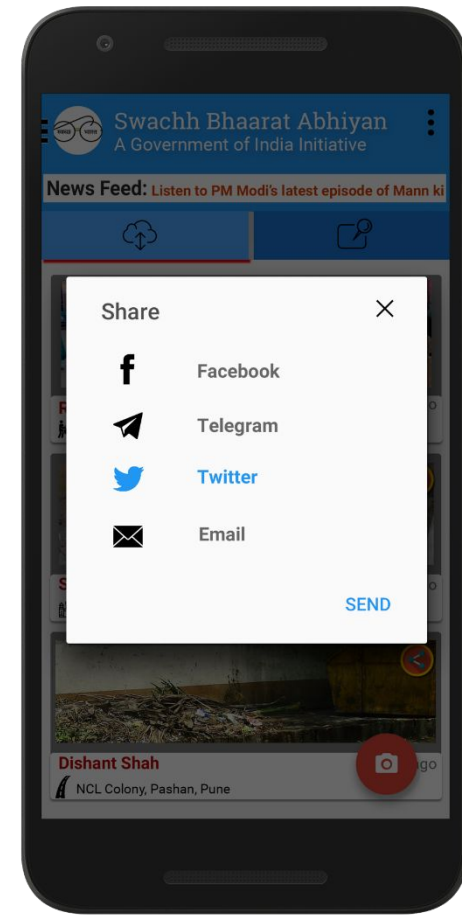 Swachh Bhaarat Abhiyan
A Government of India Initiative
News Feed: Listen to PM Modi's latest episode of Mann ki
Share
Facebook
Telegram
Twitter
Email
SEND
Dishant Shah
ago
NCL Colony, Pashan, Pune